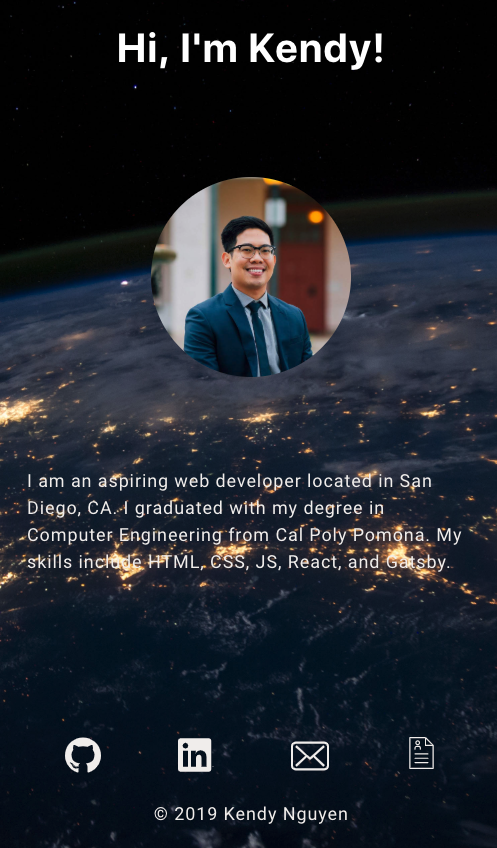 Hi, I'm Kendy!
I am an aspiring web developer located in San
Diego, CA. I graduated with my degree in
Computer Engineering from Cal Poly Pomona. My
skills include HTML, CSS, JS, React, and Gatsby.
in
© 2019 Kendy Nguyen